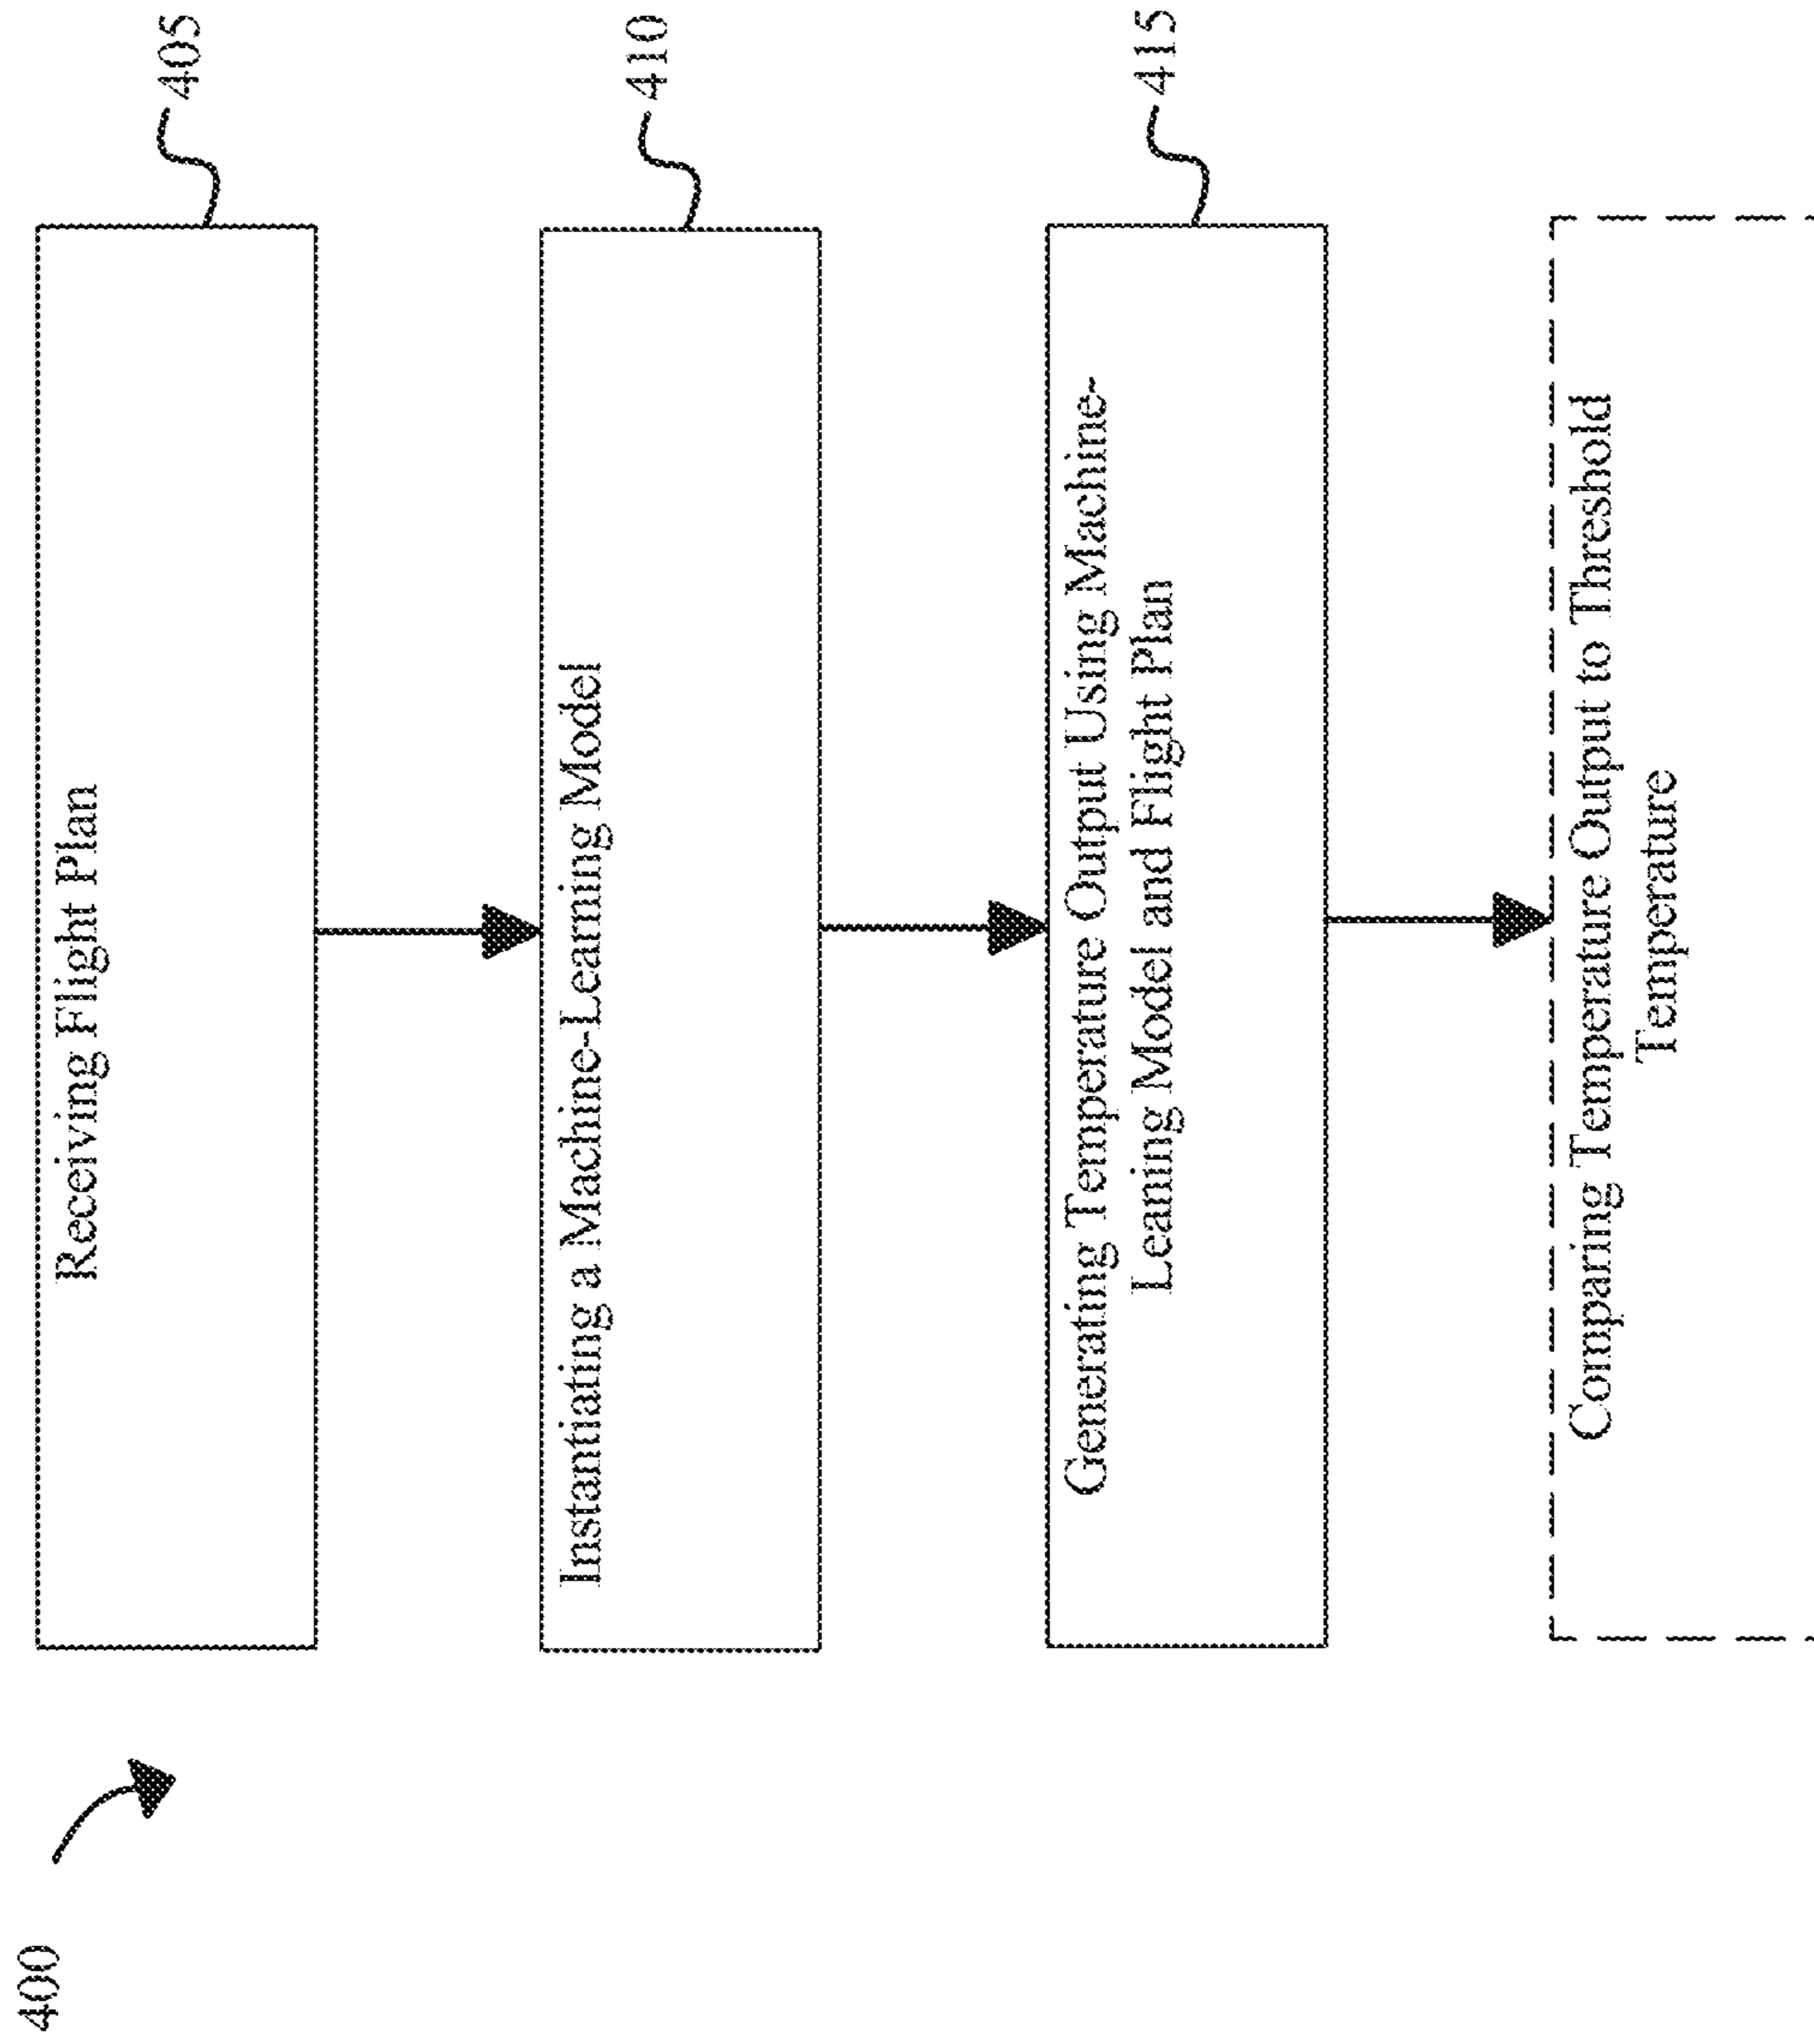 400
Receiving Flight Plan
405
Instantiating a Machine-Learning Model
410
Generating Temperature Output Using Machine-
Leaning Model and Flight Plan
415
Comparing Temperature Output to Threshold
Temperature